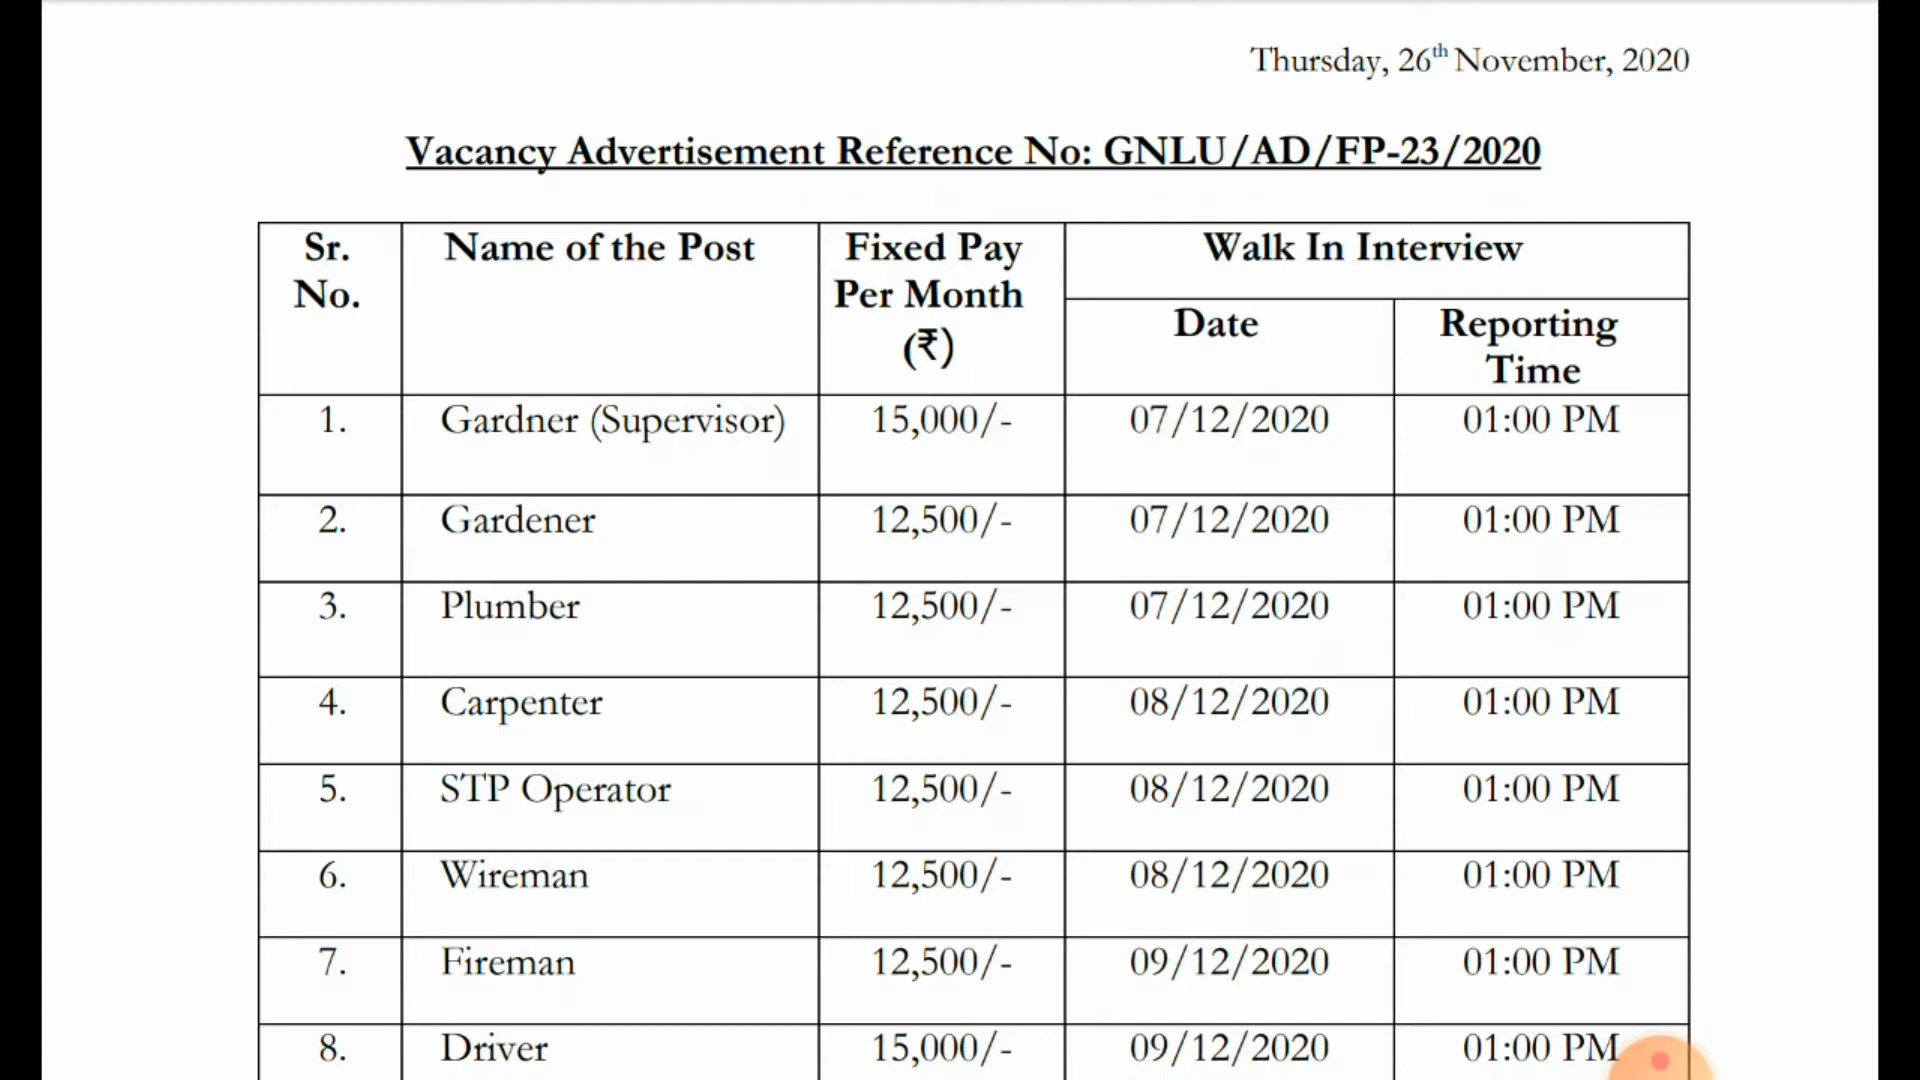 Thursday, 26th November, 2020
Vacancy Advertisement Reference No: GNLU/AD/FP-23/2020
Sr. No. Name of the Post Fixed Pay Per Month (₹) Walk In Interview
Date Reporting Time
1. Gardner (Supervisor) 15,000/- 07/12/2020 01:00 PM
2. Gardener 12,500/- 07/12/2020 01:00 PM
3. Plumber 12,500/- 07/12/2020 01:00 PM
4. Carpenter 12,500/- 08/12/2020 01:00 PM
5. STP Operator 12,500/- 08/12/2020 01:00 PM
6. Wireman 12,500/- 08/12/2020 01:00 PM
7. Fireman 12,500/- 09/12/2020 01:00 PM
8. Driver 15,000/- 09/12/2020 01:00 PM